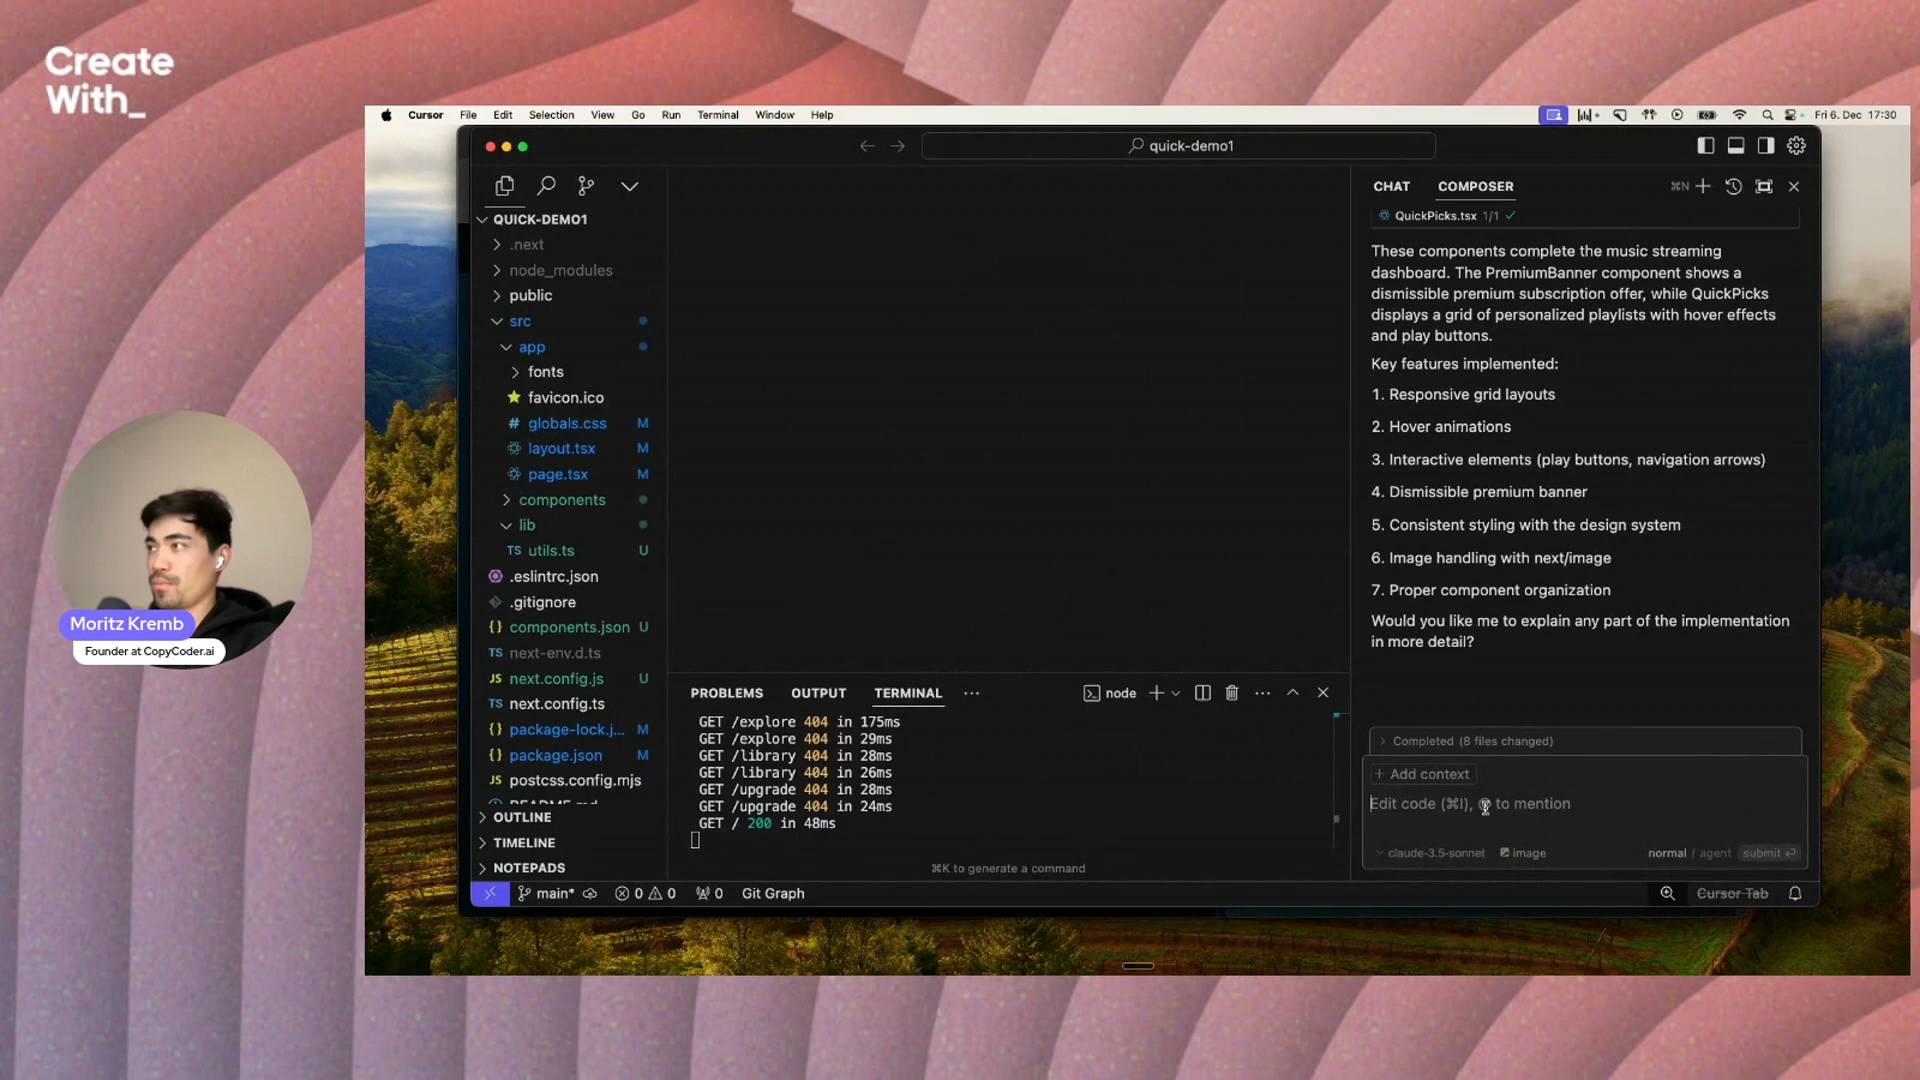 Create
With_
Cursor File Edit Selection View Go Run Terminal Window Help
Fri 6. Dec 17:30
quick-demo1
QUICK-DEMO1
.next
node_modules
public
src
app
fonts
favicon.ico
# globals.css M
layout.tsx M
page.tsx M
components
lib
TS utils.ts U
.eslintrc.json
.gitignore
{} components.json U
TS next-env.d.ts
JS next.config.js U
TS next.config.ts
{} package-lock.j... M
{} package.json M
JS postcss.config.mjs
OUTLINE
TIMELINE
NOTEPADS
PROBLEMS OUTPUT TERMINAL ...
node
GET /explore 404 in 175ms
GET /explore 404 in 29ms
GET /library 404 in 28ms
GET /library 404 in 26ms
GET /upgrade 404 in 28ms
GET /upgrade 404 in 24ms
GET / 200 in 48ms
⌘K to generate a command
CHAT COMPOSER
⌘N
QuickPicks.tsx 1/1
These components complete the music streaming
dashboard. The PremiumBanner component shows a
dismissible premium subscription offer, while QuickPicks
displays a grid of personalized playlists with hover effects
and play buttons.
Key features implemented:
1. Responsive grid layouts
2. Hover animations
3. Interactive elements (play buttons, navigation arrows)
4. Dismissible premium banner
5. Consistent styling with the design system
6. Image handling with next/image
7. Proper component organization
Would you like me to explain any part of the implementation
in more detail?
Completed (8 files changed)
+ Add context
Edit code (⌘I), @ to mention
claude-3.5-sonnet image normal / agent submit
main* 0 0 0 Git Graph
Cursor Tab
Moritz Kremb
Founder at CopyCoder.ai